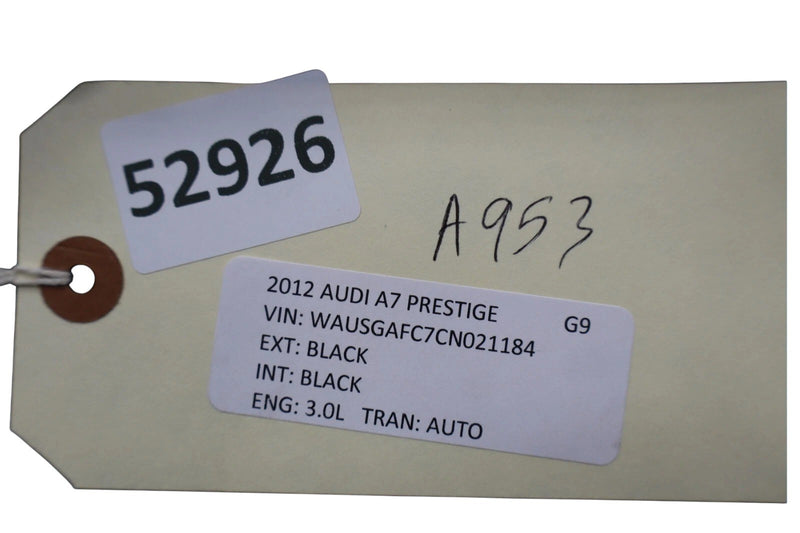 52926
A953
2012 AUDI A7 PRESTIGE G9
VIN: WAUSGAFC7CN021184
EXT: BLACK
INT: BLACK
ENG: 3.0L TRAN: AUTO